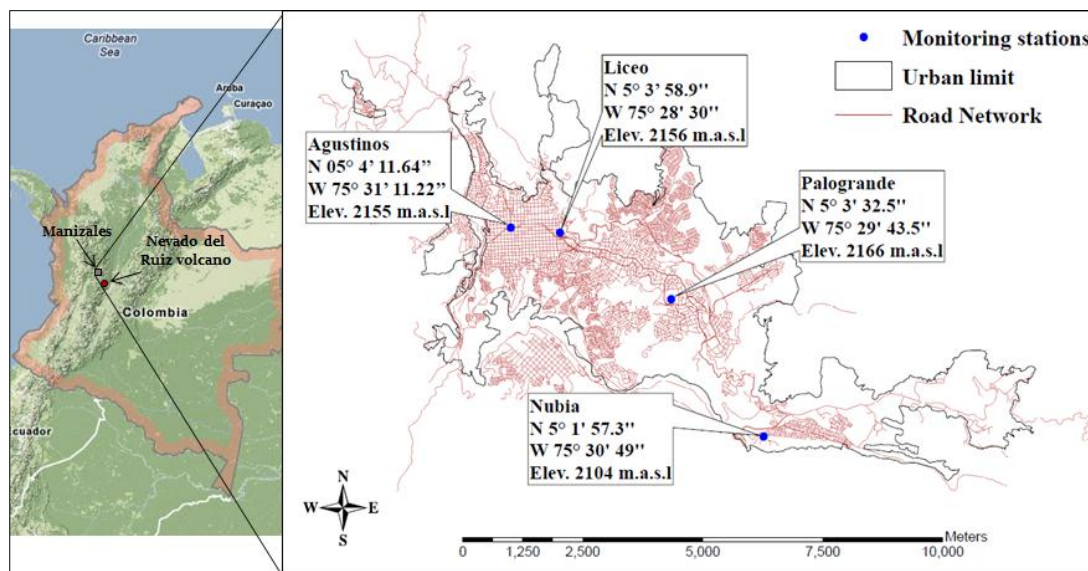 Caribbean
Sea
Aruba
Curaçao
Manizales
Nevado del
Ruiz volcano
Colombia
cuador
Monitoring stations
Urban limit
Road Network
Liceo
N 5° 3' 58.9''
W 75° 28' 30''
Elev. 2156 m.a.s.l
Agustinos
N 05° 4' 11.64’’
W 75° 31' 11.22’’
Elev. 2155 m.a.s.l
Palogrande
N 5° 3' 32.5''
W 75° 29' 43.5''
Elev. 2166 m.a.s.l
Nubia
N 5° 1' 57.3''
W 75° 30' 49''
Elev. 2104 m.a.s.l
N
W E
S
Meters
0 1,250 2,500 5,000 7,500 10,000